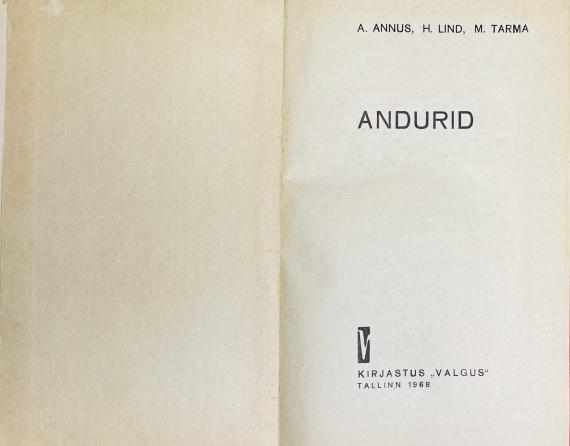 A. ANNUS, H. LIND, M. TARMA
ANDURID
V
KIRJASTUS „VALGUS“
TALLINN 1968